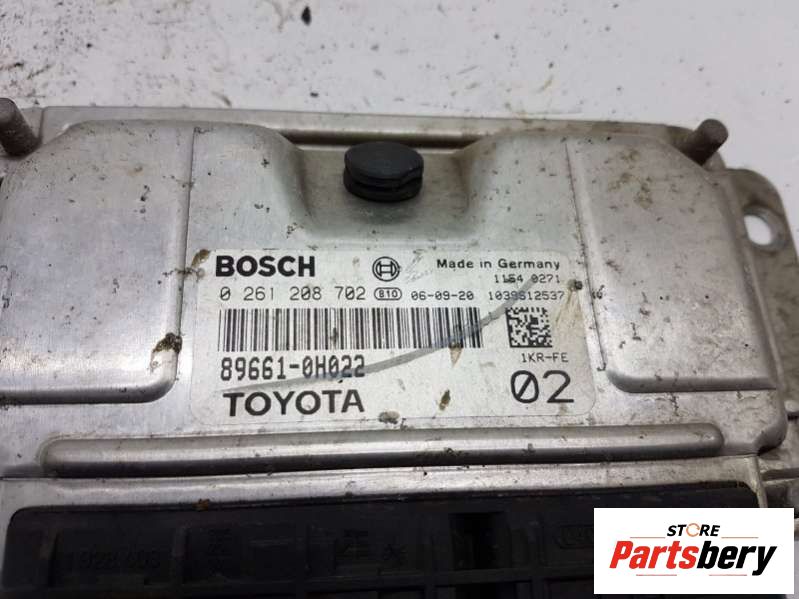 BOSCH
Made in Germany
1154 0271
0 261 208 702 B10 06-09-20 1039S12537
89661-0H022
1KR-FE
TOYOTA
02
STORE
Partsbery